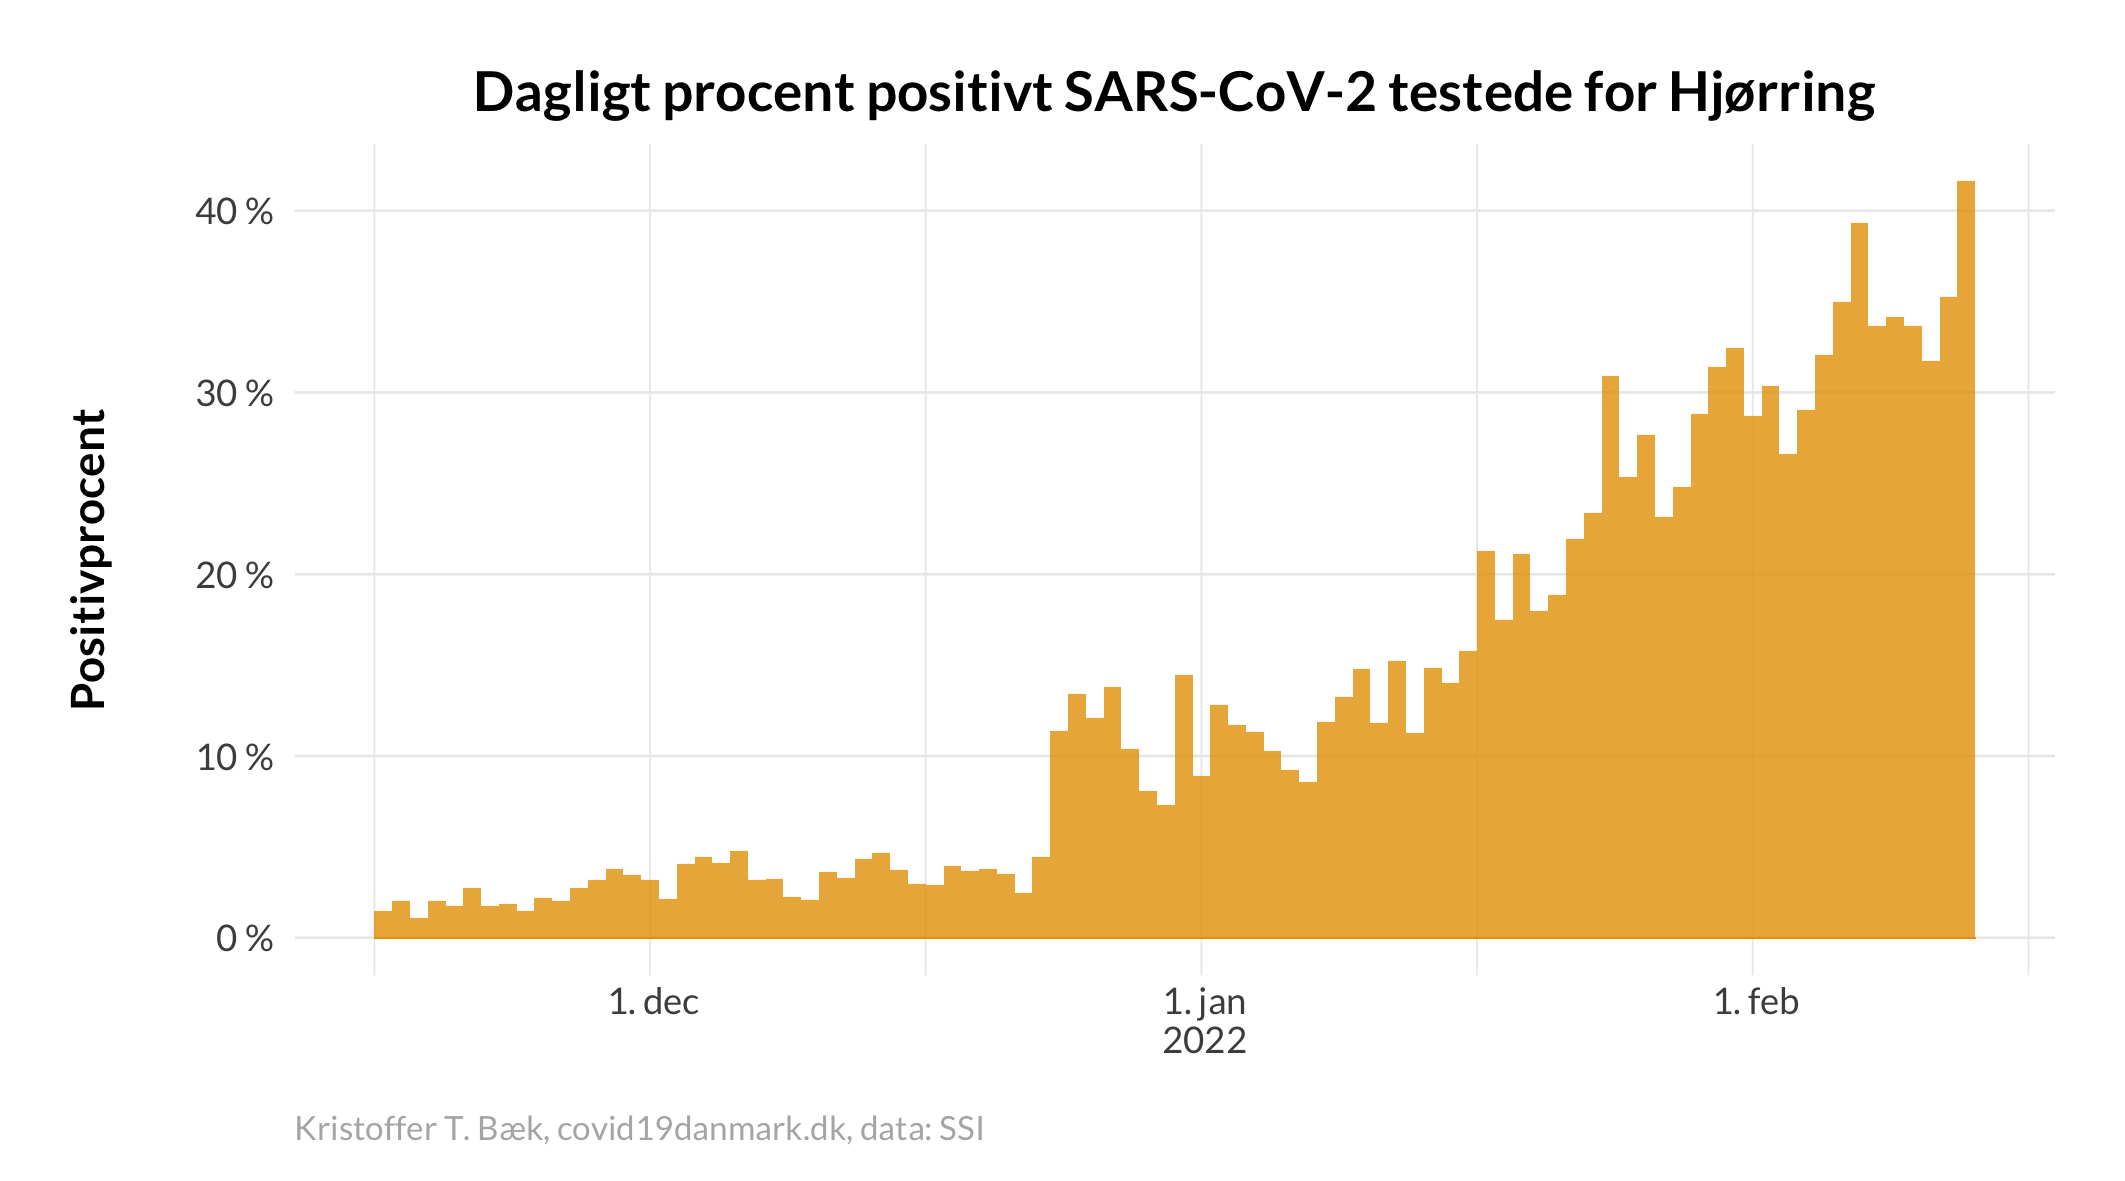 Dagligt procent positivt SARS-CoV-2 testede for Hjørring
Positivprocent
40 %
30 %
20 %
10 %
0 %
1. dec
1. jan
2022
1. feb
Kristoffer T. Bæk, covid19danmark.dk, data: SSI